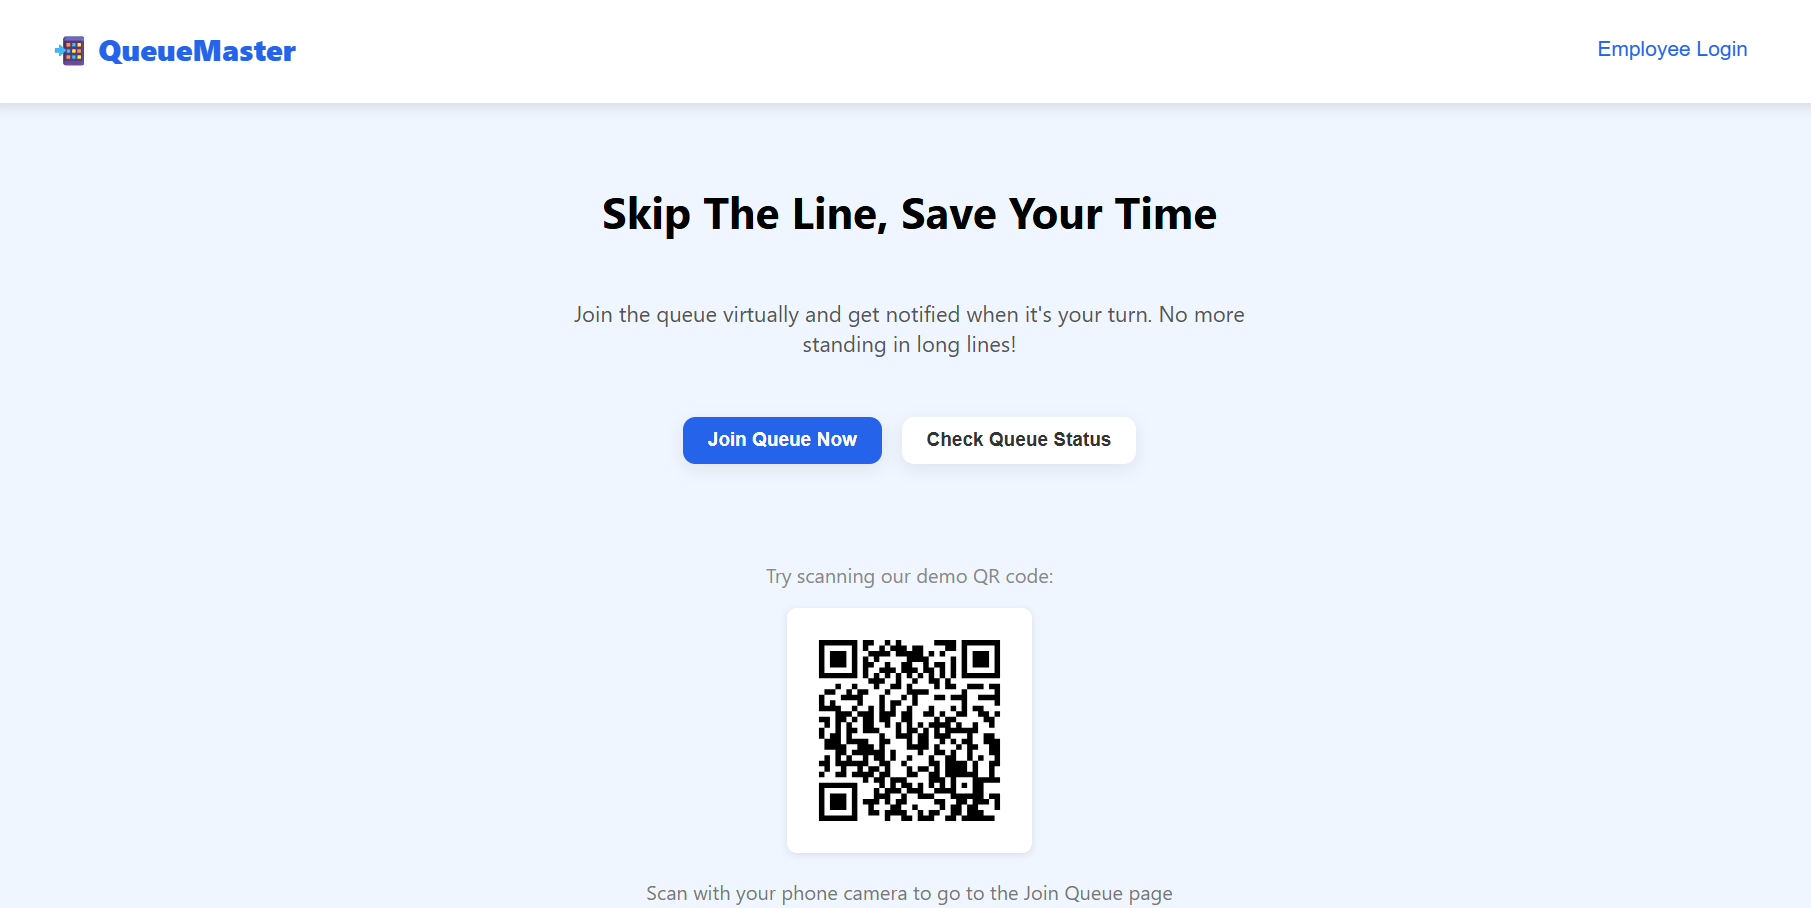 QueueMaster
Employee Login
Skip The Line, Save Your Time
Join the queue virtually and get notified when it's your turn. No more
standing in long lines!
Join Queue Now
Check Queue Status
Try scanning our demo QR code:
Scan with your phone camera to go to the Join Queue page